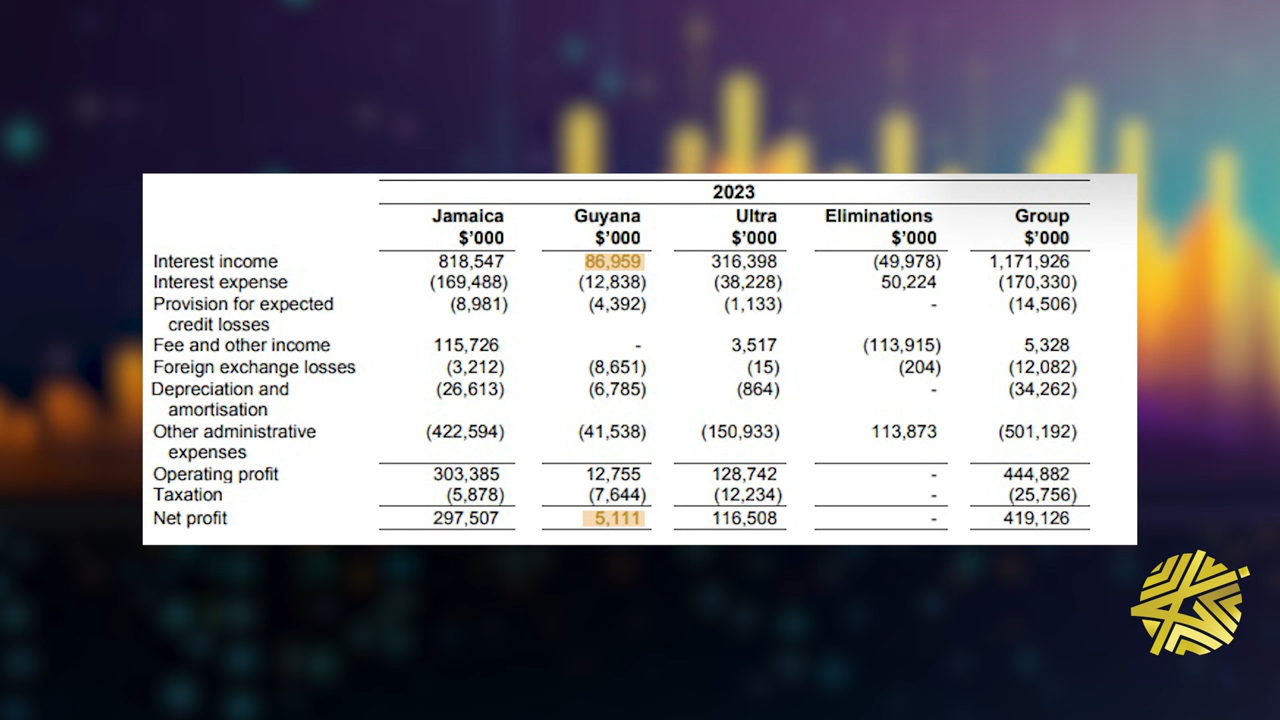 2023
Jamaica Guyana Ultra Eliminations Group
$’000 $’000 $’000 $’000 $’000
Interest income 818,547 86,959 316,398 (49,978) 1,171,926
Interest expense (169,488) (12,838) (38,228) 50,224 (170,330)
Provision for expected (8,981) (4,392) (1,133) - (14,506)
credit losses
Fee and other income 115,726 - 3,517 (113,915) 5,328
Foreign exchange losses (3,212) (8,651) (15) (204) (12,082)
Depreciation and (26,613) (6,785) (864) - (34,262)
amortisation
Other administrative (422,594) (41,538) (150,933) 113,873 (501,192)
expenses
Operating profit 303,385 12,755 128,742 - 444,882
Taxation (5,878) (7,644) (12,234) - (25,756)
Net profit 297,507 5,111 116,508 - 419,126